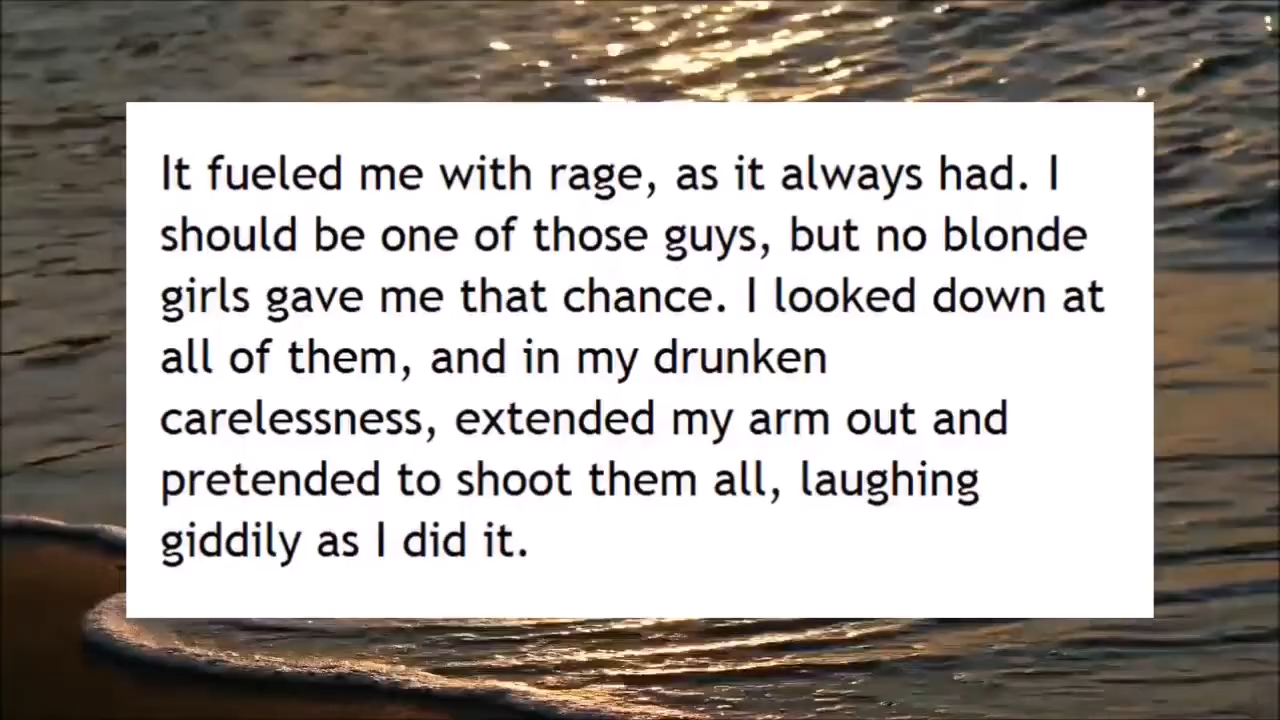 It fueled me with rage, as it always had. I
should be one of those guys, but no blonde
girls gave me that chance. I looked down at
all of them, and in my drunken
carelessness, extended my arm out and
pretended to shoot them all, laughing
giddily as I did it.